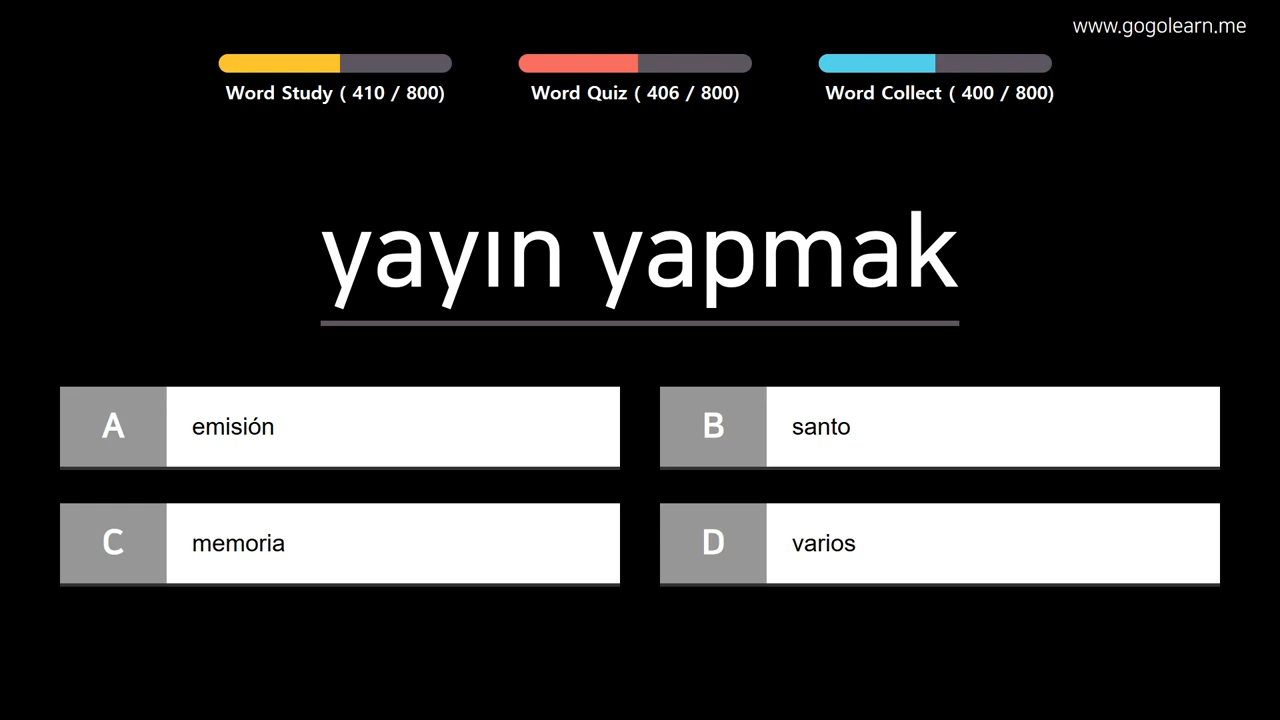 www.gogolearn.me
Word Study ( 410 / 800)
Word Quiz ( 406 / 800)
Word Collect ( 400 / 800)
yayın yapmak
A emisión
B santo
C memoria
D varios